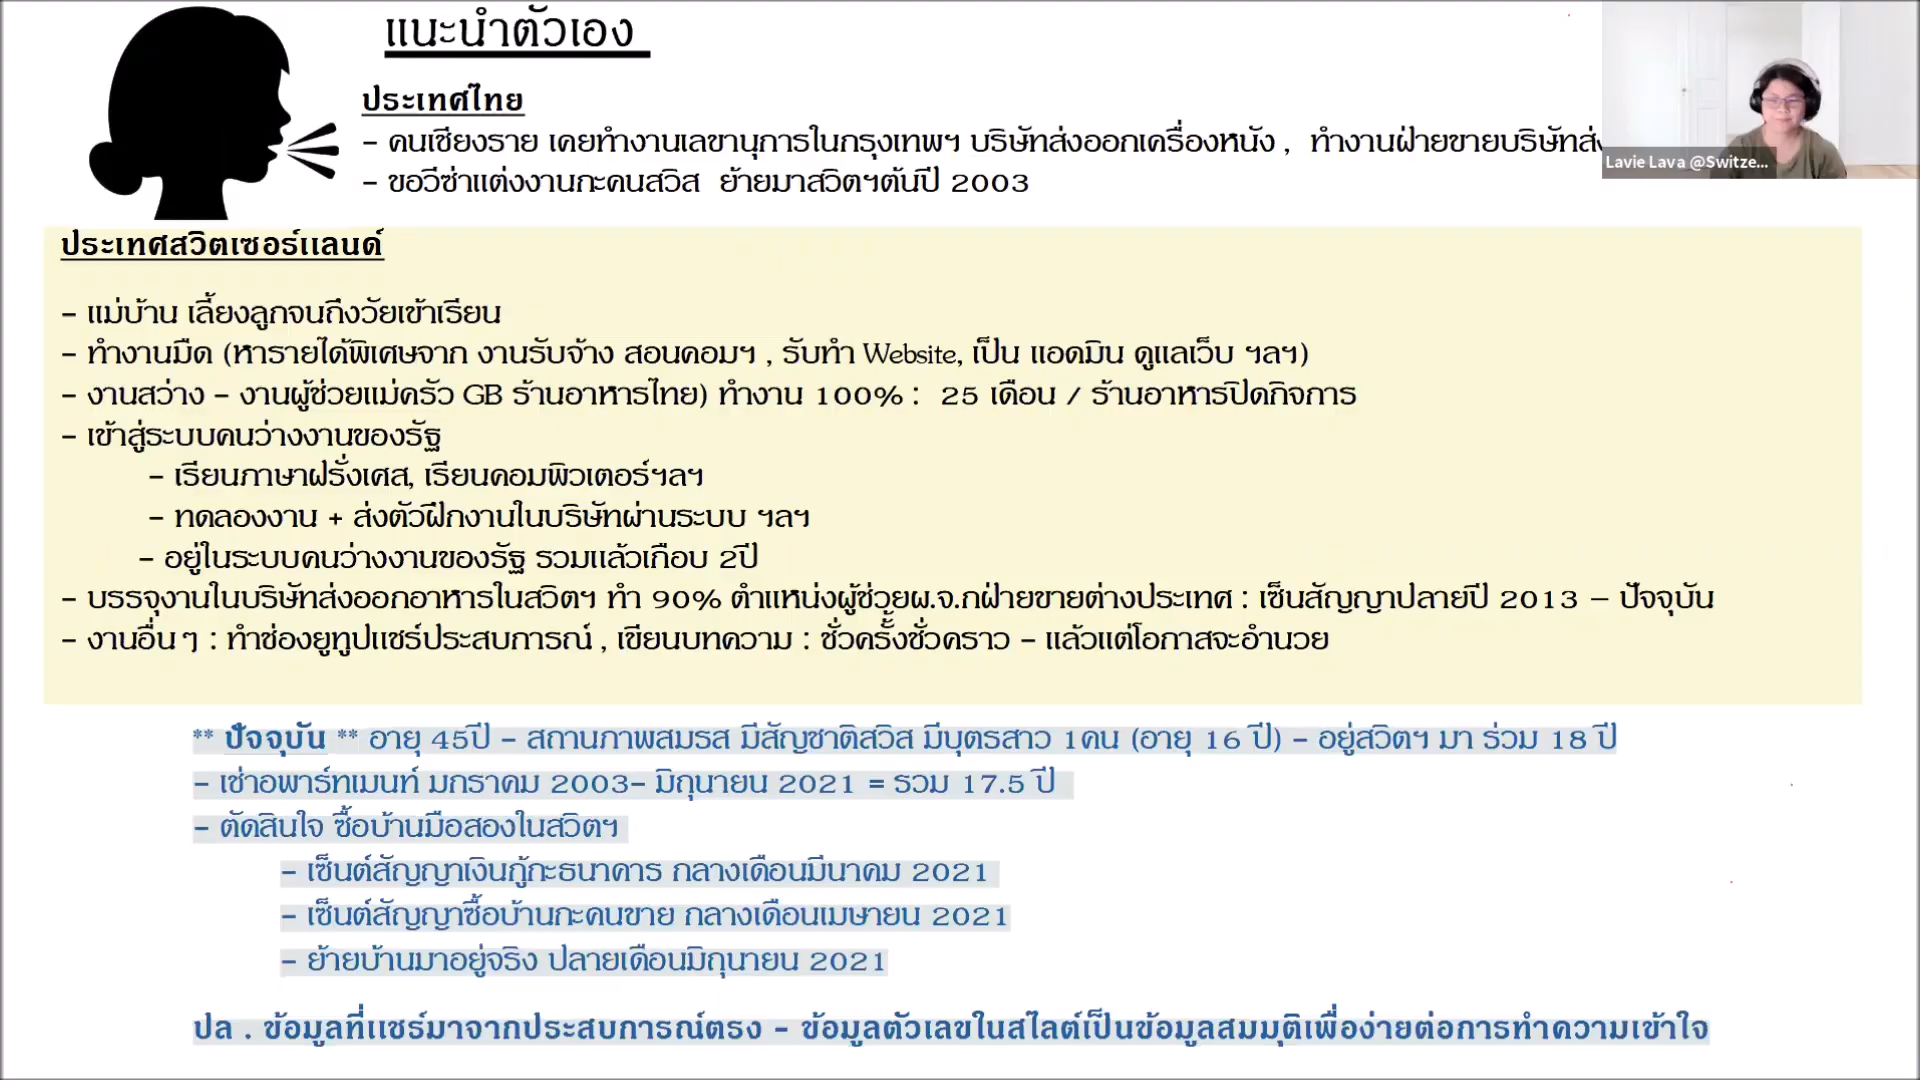 แนะนำตัวเอง
ประเทศไทย
- คนเชียงราย เคยทำงานเลขานุการในกรุงเทพฯ บริษัทส่งออกเครื่องหนัง , ทำงานฝ่ายขายบริษัทส่ง
- ขอวีซ่าแต่งงานกะคนสวิส ย้ายมาสวิตฯต้นปี 2003
Lavie Lava @Switze...
ประเทศสวิตเซอร์แลนด์
- แม่บ้าน เลี้ยงลูกจนถึงวัยเข้าเรียน
- ทำงานมืด (หารายได้พิเศษจาก งานรับจ้าง สอนคอมฯ , รับทำ Website, เป็น แอดมิน ดูแลเว็บ ฯลฯ)
- งานสว่าง - งานผู้ช่วยแม่ครัว GB ร้านอาหารไทย) ทำงาน 100% : 25 เดือน / ร้านอาหารปิดกิจการ
- เข้าสู่ระบบคนว่างงานของรัฐ
- เรียนภาษาฝรั่งเศส, เรียนคอมพิวเตอร์ฯลฯ
- ทดลองงาน + ส่งตัวฝึกงานในบริษัทผ่านระบบ ฯลฯ
- อยู่ในระบบคนว่างงานของรัฐ รวมแล้วเกือบ 2ปี
- บรรจุงานในบริษัทส่งออกอาหารในสวิตฯ ทำ 90% ตำแหน่งผู้ช่วยผ.จ.กฝ่ายขายต่างประเทศ : เซ็นสัญญาปลายปี 2013 – ปัจจุบัน
- งานอื่นๆ : ทำช่องยูทูปแชร์ประสบการณ์ , เขียนบทความ : ชั่วครั้งชั่วคราว - แล้วแต่โอกาสจะอำนวย
** ปัจจุบัน ** อายุ 45ปี - สถานภาพสมรส มีสัญชาติสวิส มีบุตรสาว 1คน (อายุ 16 ปี) - อยู่สวิตฯ มา ร่วม 18 ปี
- เช่าอพาร์ทเมนท์ มกราคม 2003- มิถุนายน 2021 = รวม 17.5 ปี
- ตัดสินใจ ซื้อบ้านมือสองในสวิตฯ
- เซ็นต์สัญญาเงินกู้กะธนาคาร กลางเดือนมีนาคม 2021
- เซ็นต์สัญญาซื้อบ้านกะคนขาย กลางเดือนเมษายน 2021
- ย้ายบ้านมาอยู่จริง ปลายเดือนมิถุนายน 2021
ปล . ข้อมูลที่แชร์มาจากประสบการณ์ตรง - ข้อมูลตัวเลขในสไลต์เป็นข้อมูลสมมุติเพื่อง่ายต่อการทำความเข้าใจ